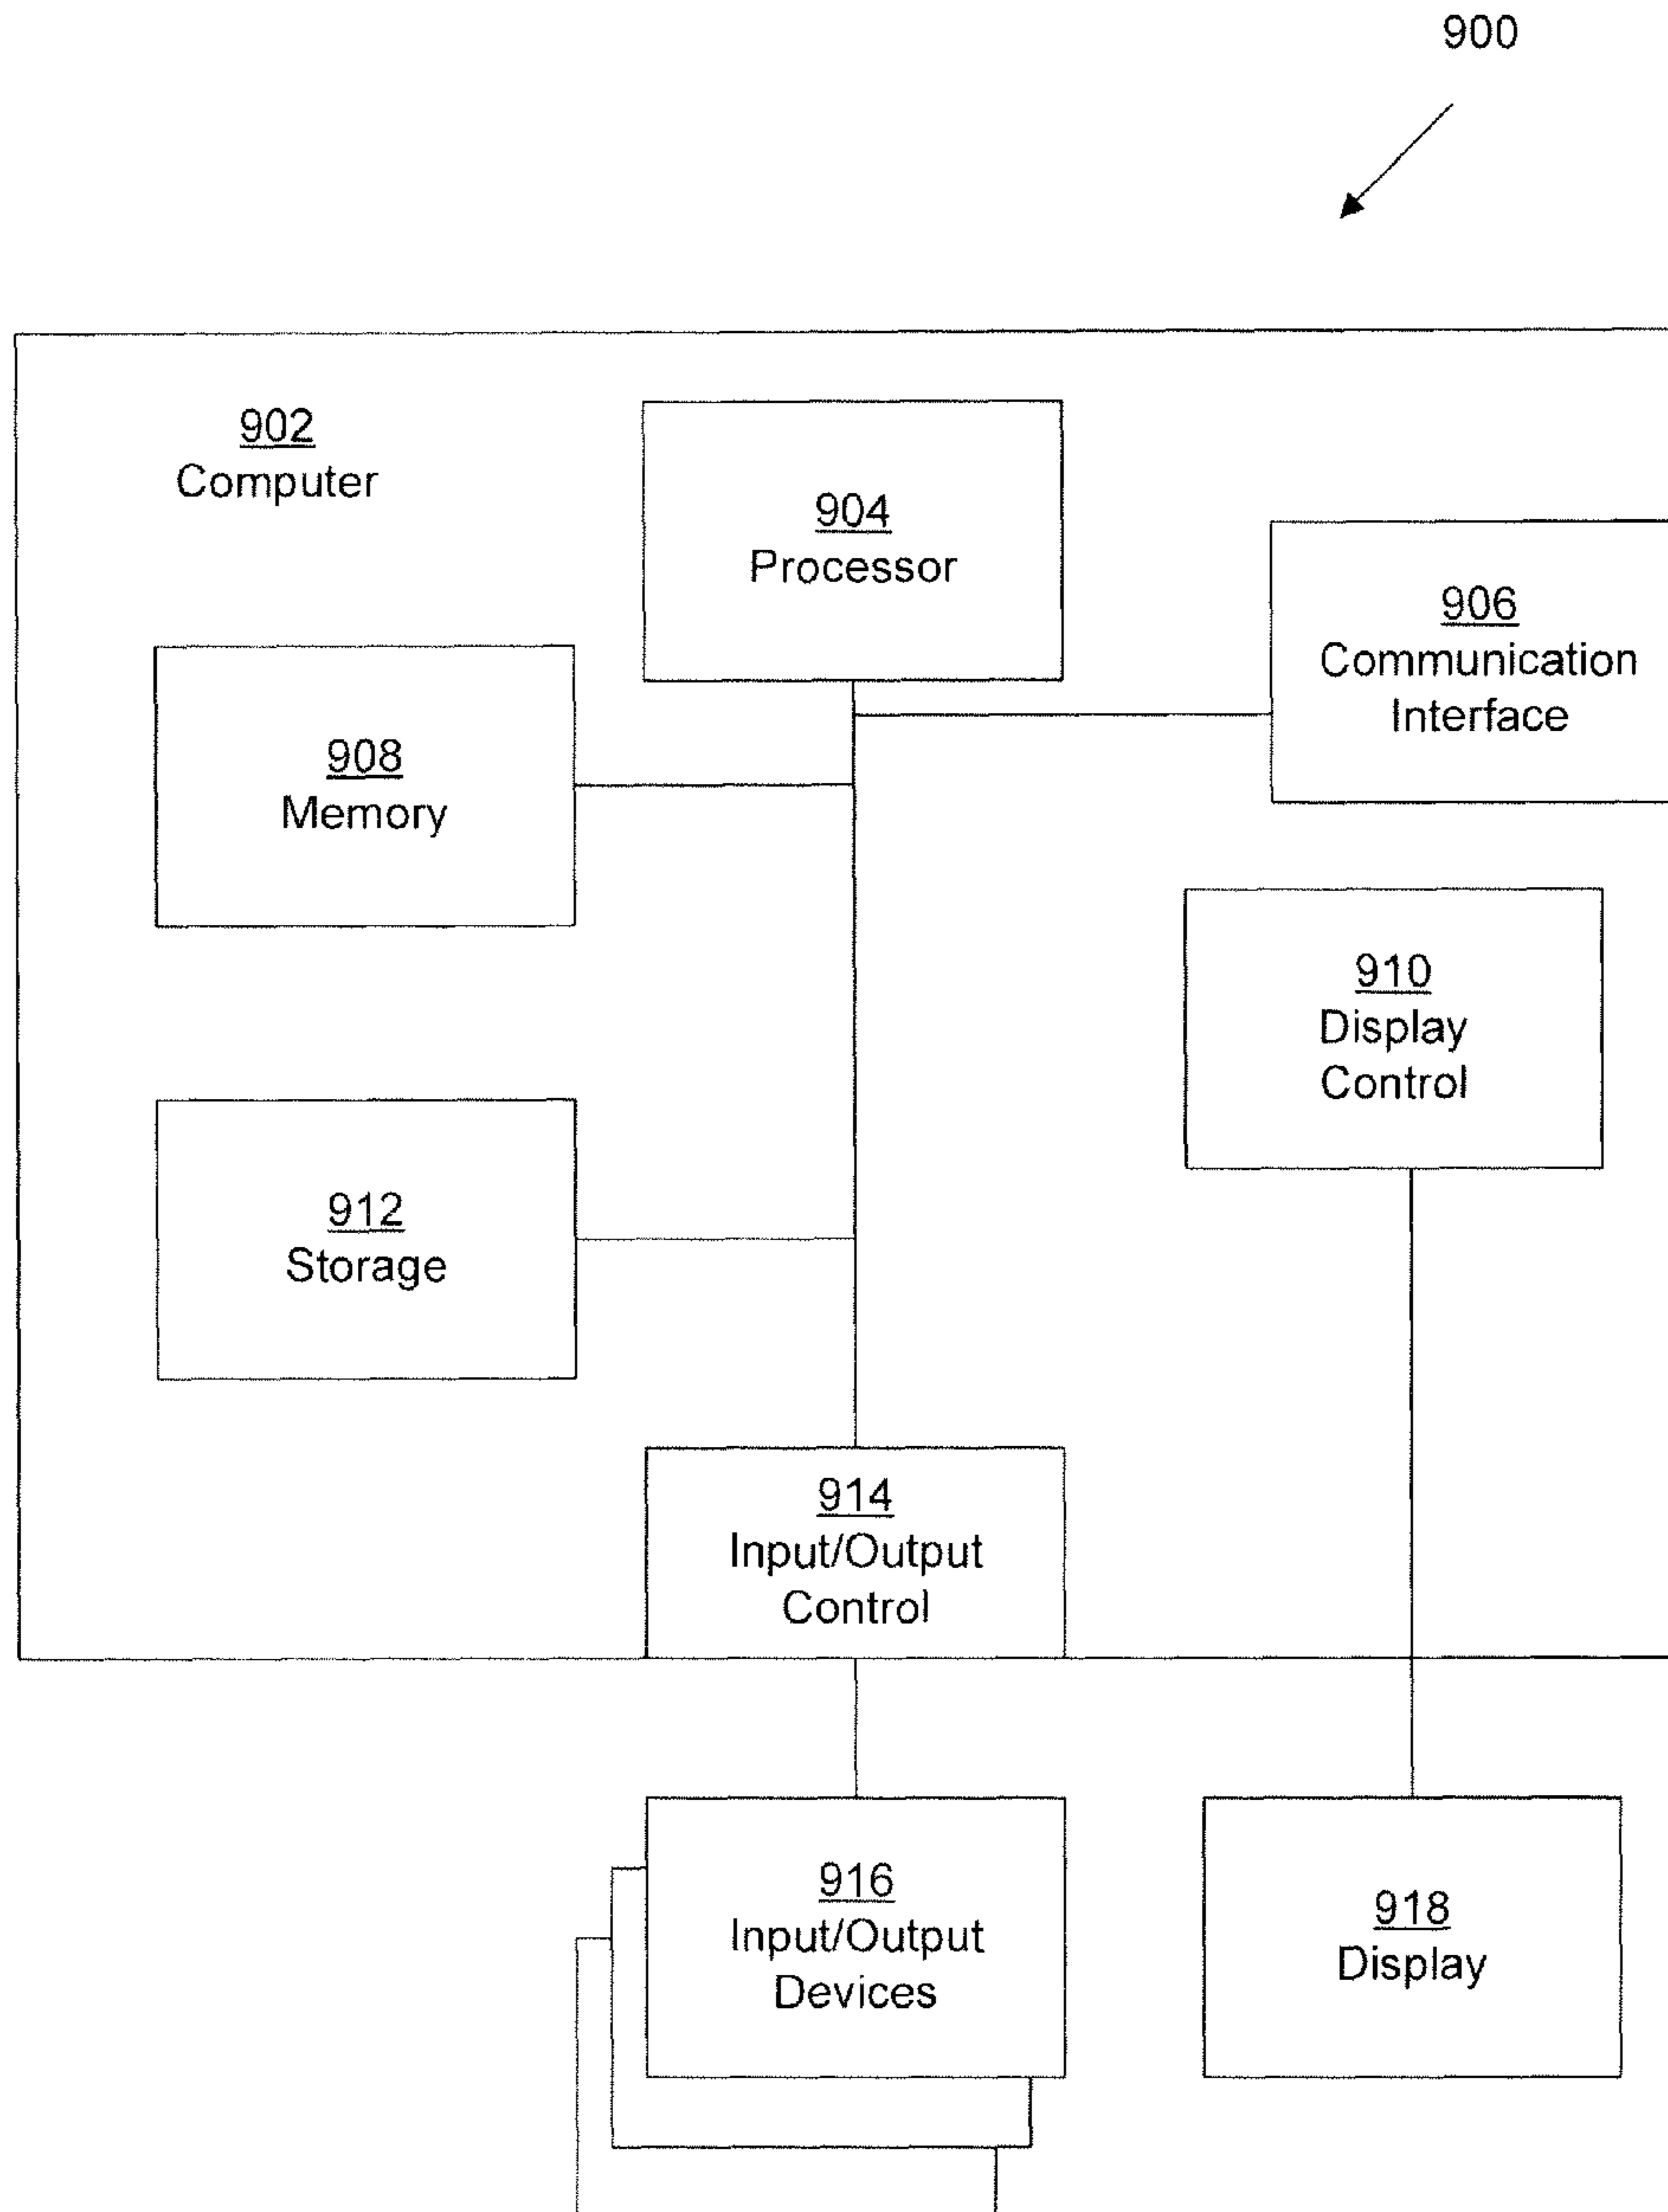 900
902
Computer
904
Processor
906
Communication
Interface
908
Memory
910
Display
Control
912
Storage
914
Input/Output
Control
916
Input/Output
Devices
918
Display